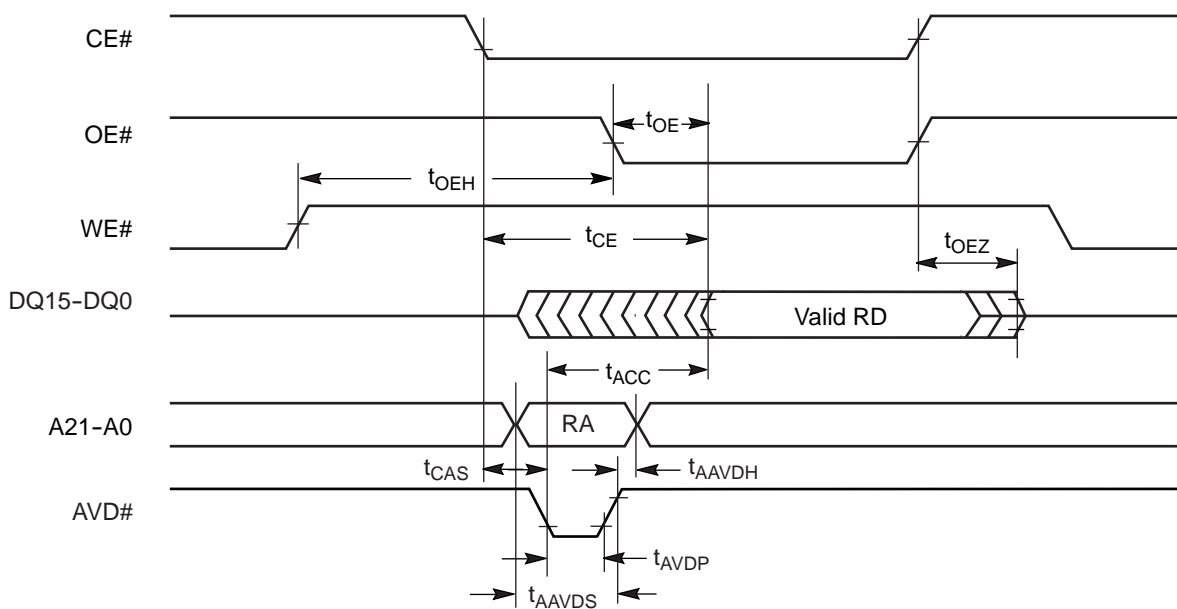 CE#
OE#
tOE
tOEH
WE#
tCE
tOEZ
DQ15-DQ0
Valid RD
tACC
A21-A0
RA
tCAS
tAAVDH
AVD#
tAVDP
tAAVDS